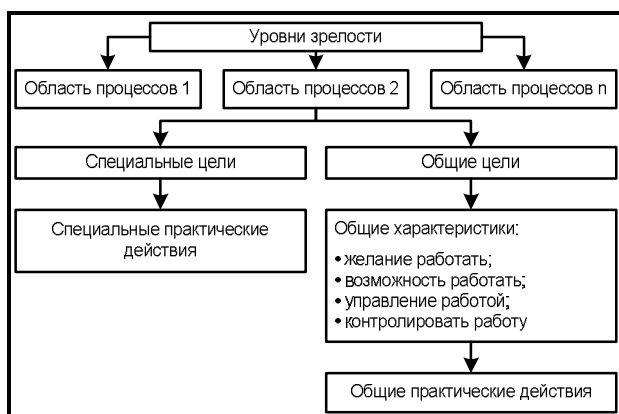 Уровни зрелости
Область процессов 1
Область процессов 2
Область процессов n
Специальные цели
Общие цели
Специальные практические
действия
Общие характеристики:
• желание работать;
• возможность работать;
• управление работой;
• контролировать работу
Общие практические действия